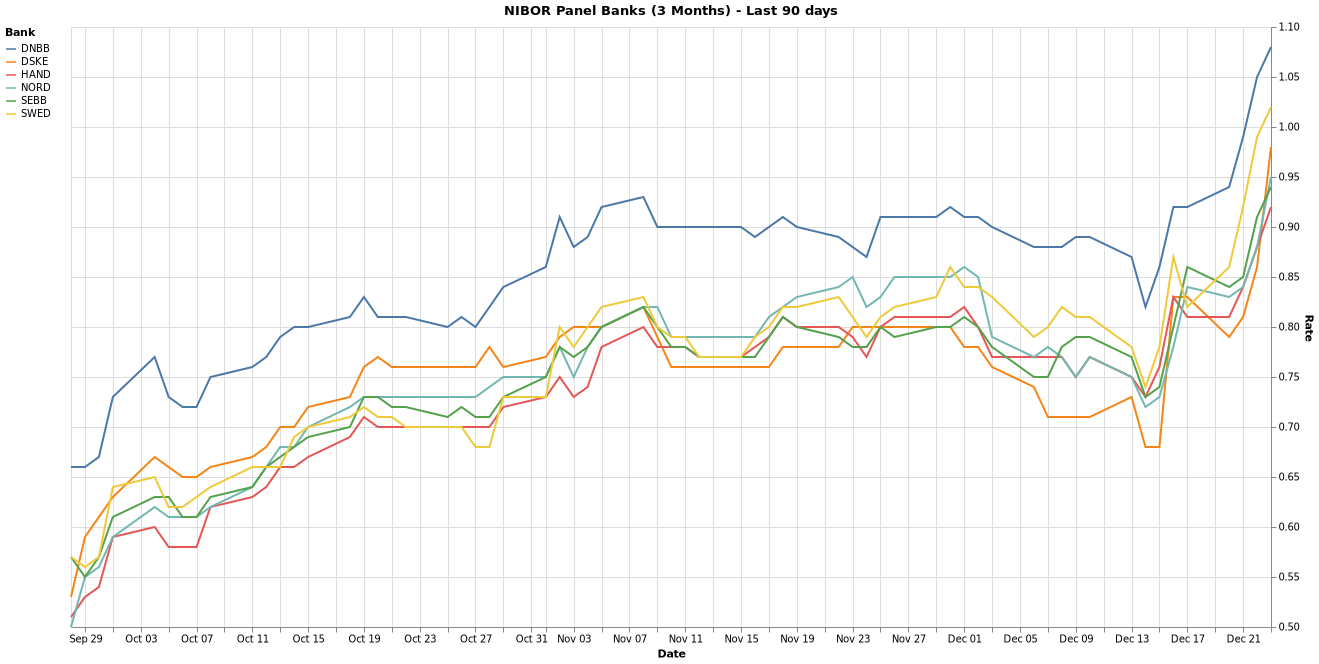 NIBOR Panel Banks (3 Months) - Last 90 days
Bank
DNBB
DSKE
HAND
NORD
SEBB
SWED
1.10
1.05
1.00
0.95
0.90
0.85
0.80
0.75
0.70
0.65
0.60
0.55
0.50
Rate
Sep 29 Oct 03 Oct 07 Oct 11 Oct 15 Oct 19 Oct 23 Oct 27 Oct 31 Nov 03 Nov 07 Nov 11 Nov 15 Nov 19 Nov 23 Nov 27 Dec 01 Dec 05 Dec 09 Dec 13 Dec 17 Dec 21
Date